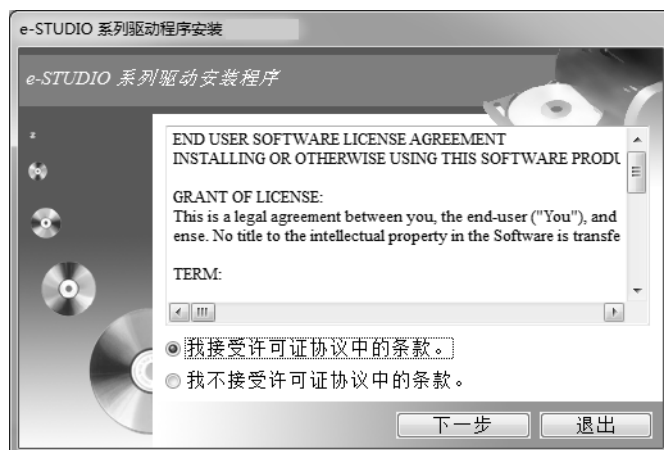 e-STUDIO 系列驱动程序安装
e-STUDIO 系列驱动安装程序
END USER SOFTWARE LICENSE AGREEMENT
INSTALLING OR OTHERWISE USING THIS SOFTWARE PRODU
GRANT OF LICENSE:
This is a legal agreement between you, the end-user ("You"), and
ense. No title to the intellectual property in the Software is transfe
TERM:
我接受许可证协议中的条款。
我不接受许可证协议中的条款。
下一步
退出